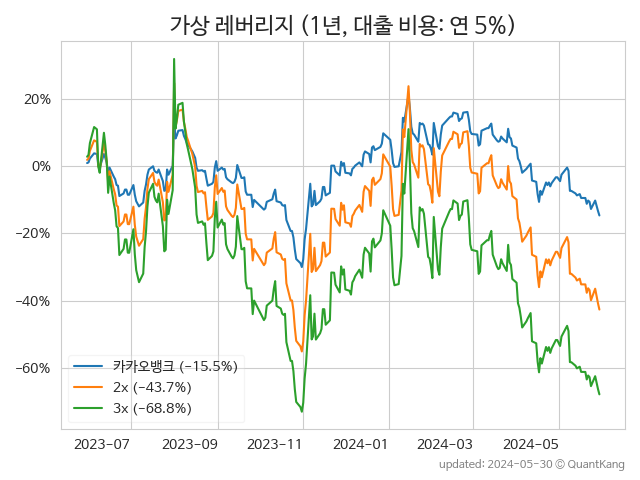 가상 레버리지 (1년, 대출 비용: 연 5%)
20%
0%
−20%
−40%
−60%
카카오뱅크 (−15.5%)
2x (−43.7%)
3x (−68.8%)
2023-07 2023-09 2023-11 2024-01 2024-03 2024-05
updated: 2024-05-30 © QuantKang